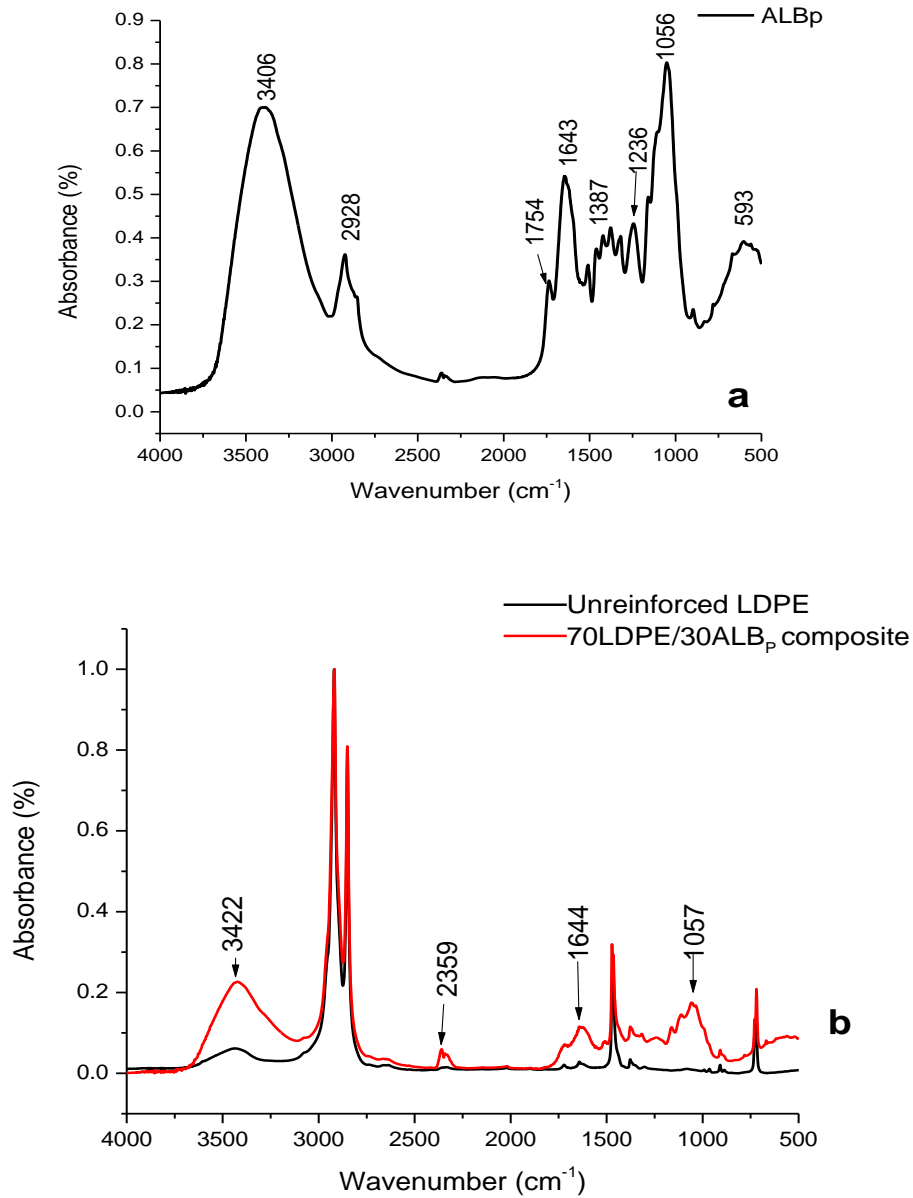 ALBp
0.9
0.8
0.7
0.6
0.5
0.4
0.3
0.2
0.1
0.0
Absorbance (%)
3406
2928
1754
1643
1387
1236
1056
593
a
4000 3500 3000 2500 2000 1500 1000 500
Wavenumber (cm⁻¹)
Unreinforced LDPE
70LDPE/30ALBₚ composite
1.0
0.8
0.6
0.4
0.2
0.0
Absorbance (%)
3422
2359
1644
1057
b
4000 3500 3000 2500 2000 1500 1000 500
Wavenumber (cm⁻¹)